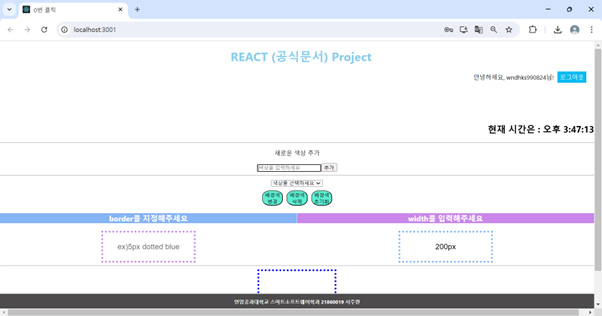 0번 클릭
localhost:3001
REACT (공식문서) Project
안녕하세요, wndhks990824님! 로그아웃
현재 시간은 : 오후 3:47:13
새로운 색상 추가
색상을 입력하세요 추가
색상을 선택하세요
배경색 변경 배경색 삭제 배경색 초기화
border를 지정해주세요 width를 입력해주세요
ex)5px dotted blue 200px
안양공과대학교 스마트소프트웨어학과 21860019 서주완